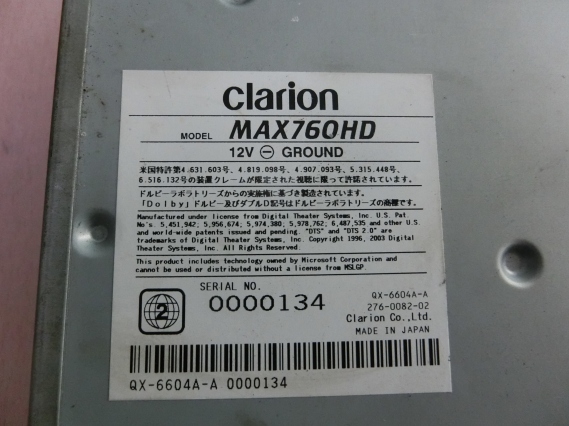 clarion
MODEL MAX760HD
12V ⊖ GROUND
米国特許第4.631.603号、4.819.098号、4.907.093号、5.315.448号、
6.516.132号の装置クレームが限定された視聴に限って許諾されています。
ドルビーラボラトリーズからの実施権に基づき製造されています。
「Dolby」ドルビー及びダブルD記号はドルビーラボラトリーズの商標です。
Manufactured under license from Digital Theater Systems, Inc. U.S. Pat.
No's. 5,451,942; 5,956,674; 5,974,380; 5,978,762; 6,487,535 and other U.S.
and world-wide patents issued and pending. "DTS" and "DTS 2.0" are
trademarks of Digital Theater Systems, Inc. Copyright 1996, 2003 Digital
Theater Systems, Inc. All Rights Reserved.
This product includes technology owned by Microsoft Corporation and
cannot be used or distributed without a license from MSLGP.
2
SERIAL NO.
0000134
QX-6604A-A
276-0082-02
Clarion Co.,Ltd.
MADE IN JAPAN
QX-6604A-A 0000134